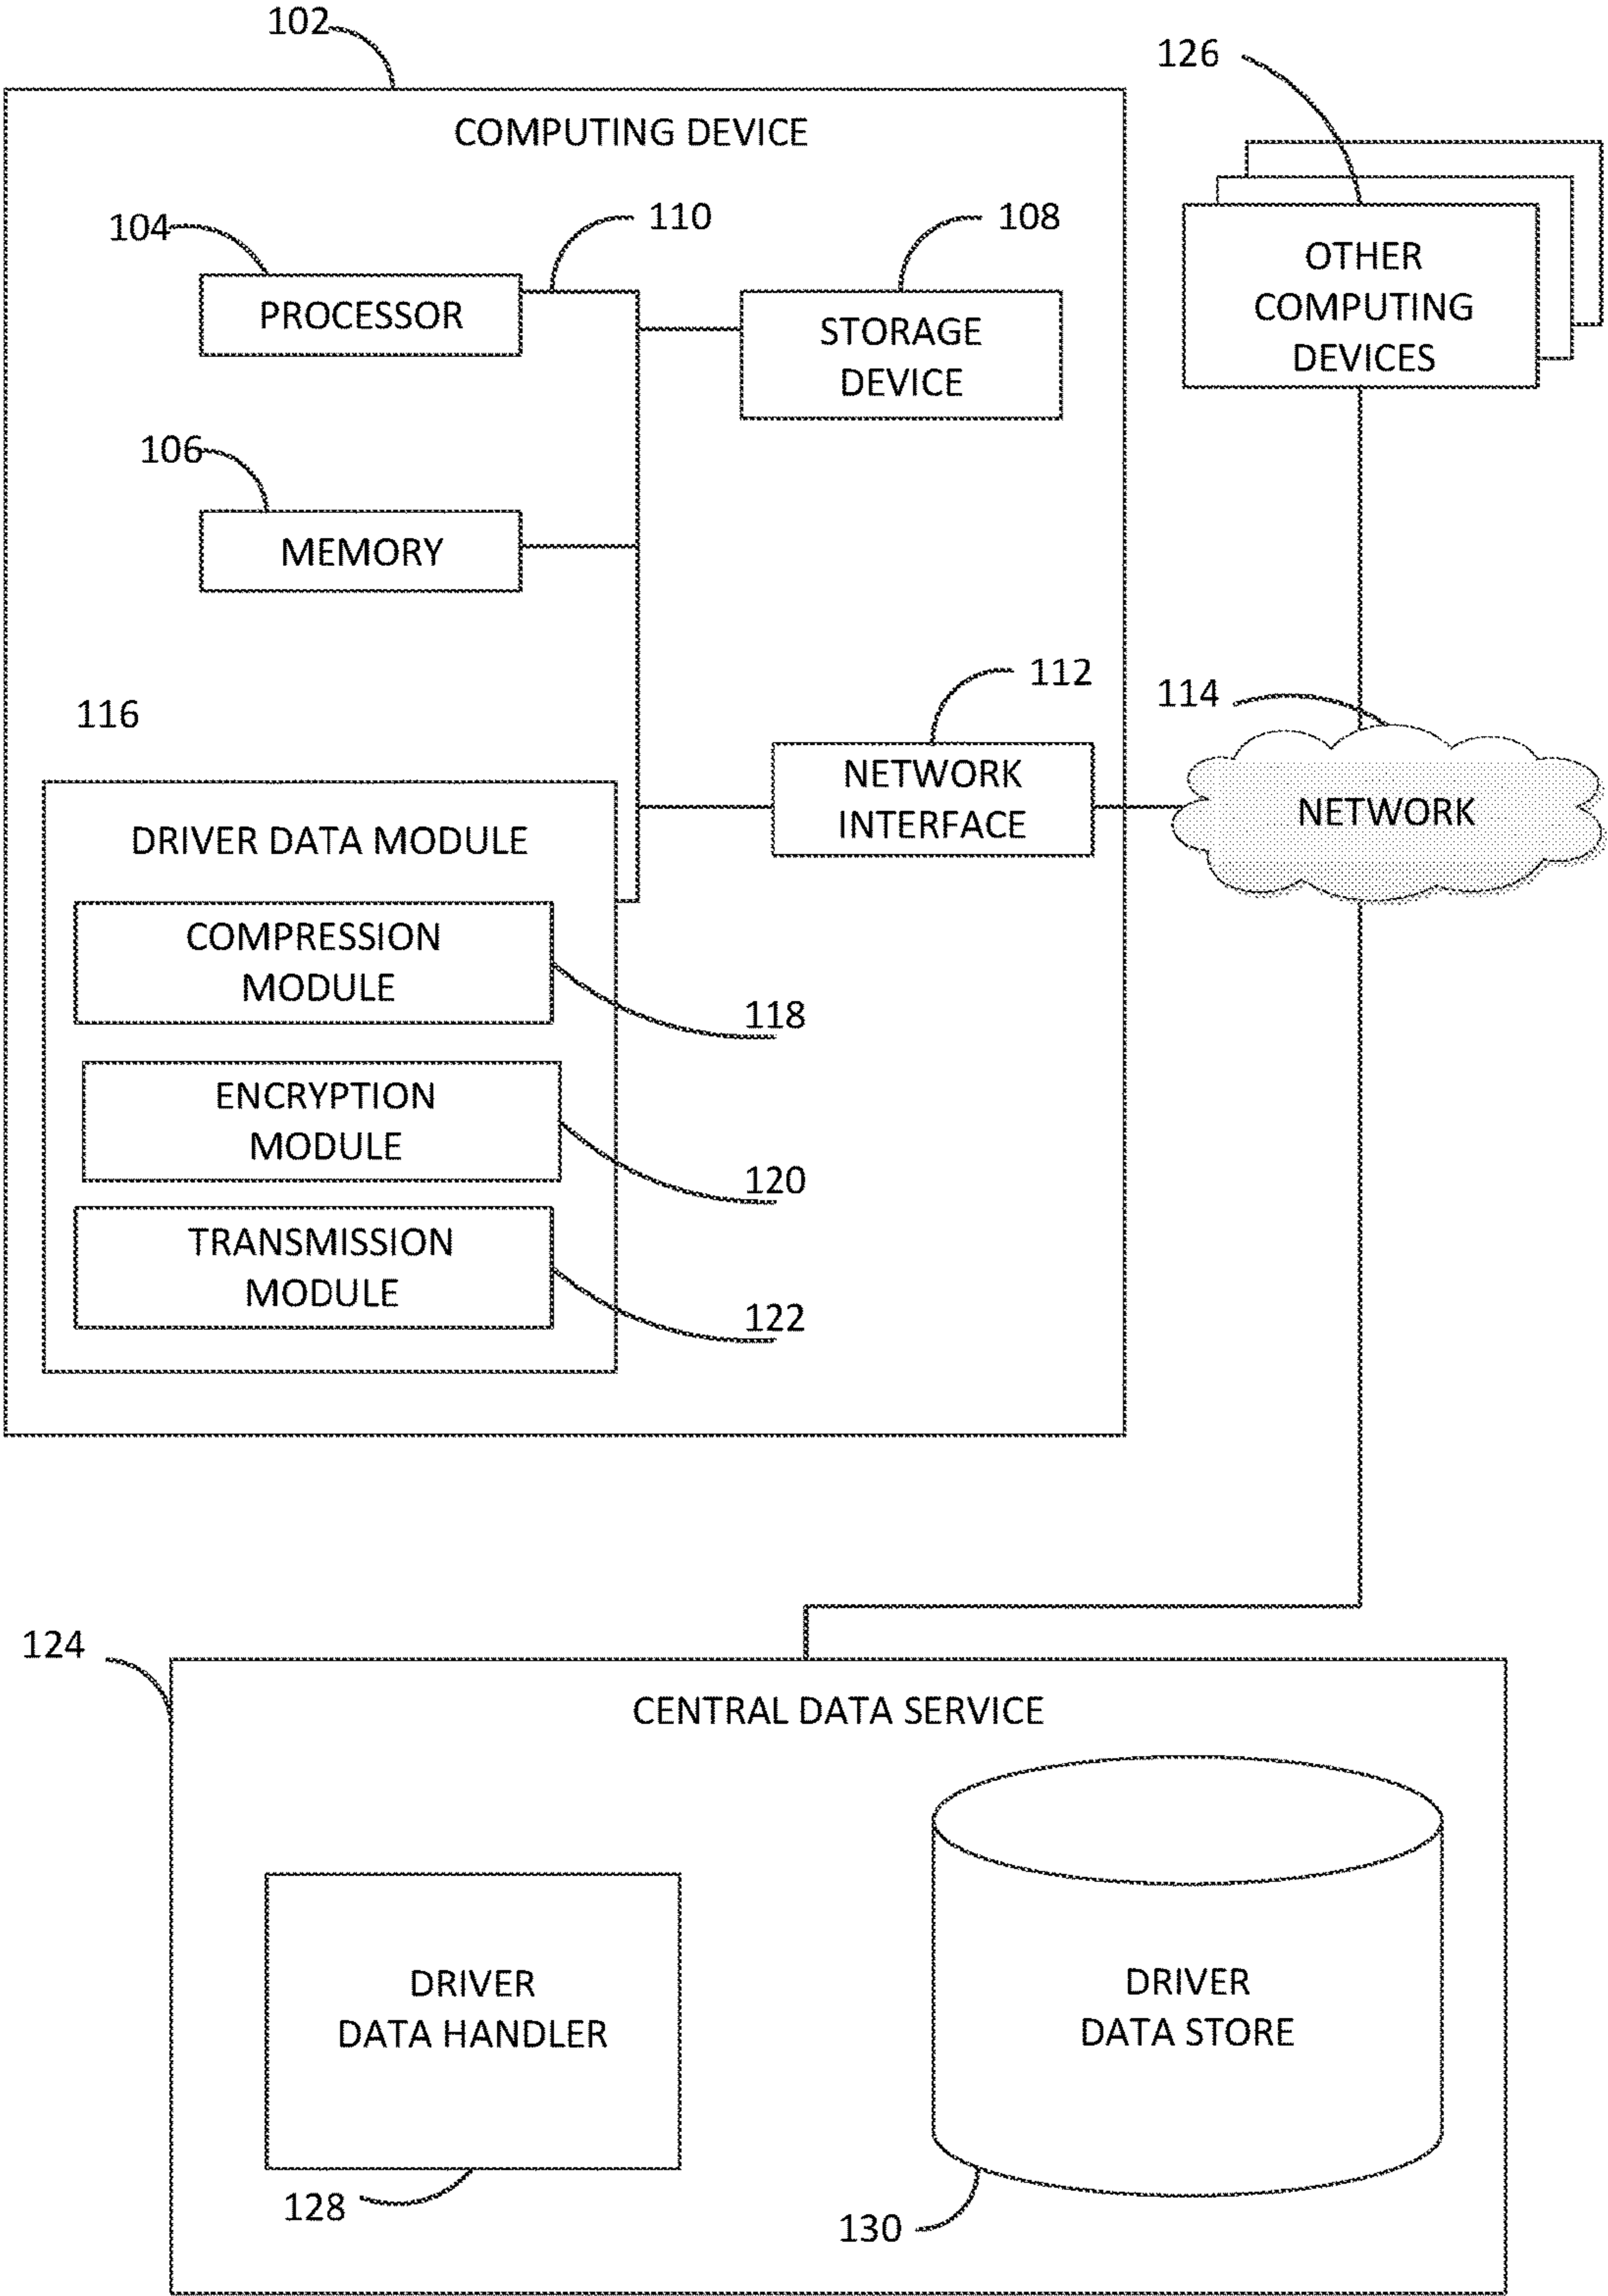 102
126
COMPUTING DEVICE
104
110
108
PROCESSOR
STORAGE
DEVICE
OTHER
COMPUTING
DEVICES
106
MEMORY
112
114
116
NETWORK
INTERFACE
NETWORK
DRIVER DATA MODULE
COMPRESSION
MODULE
118
ENCRYPTION
MODULE
120
TRANSMISSION
MODULE
122
124
CENTRAL DATA SERVICE
DRIVER
DATA HANDLER
DRIVER
DATA STORE
128
130